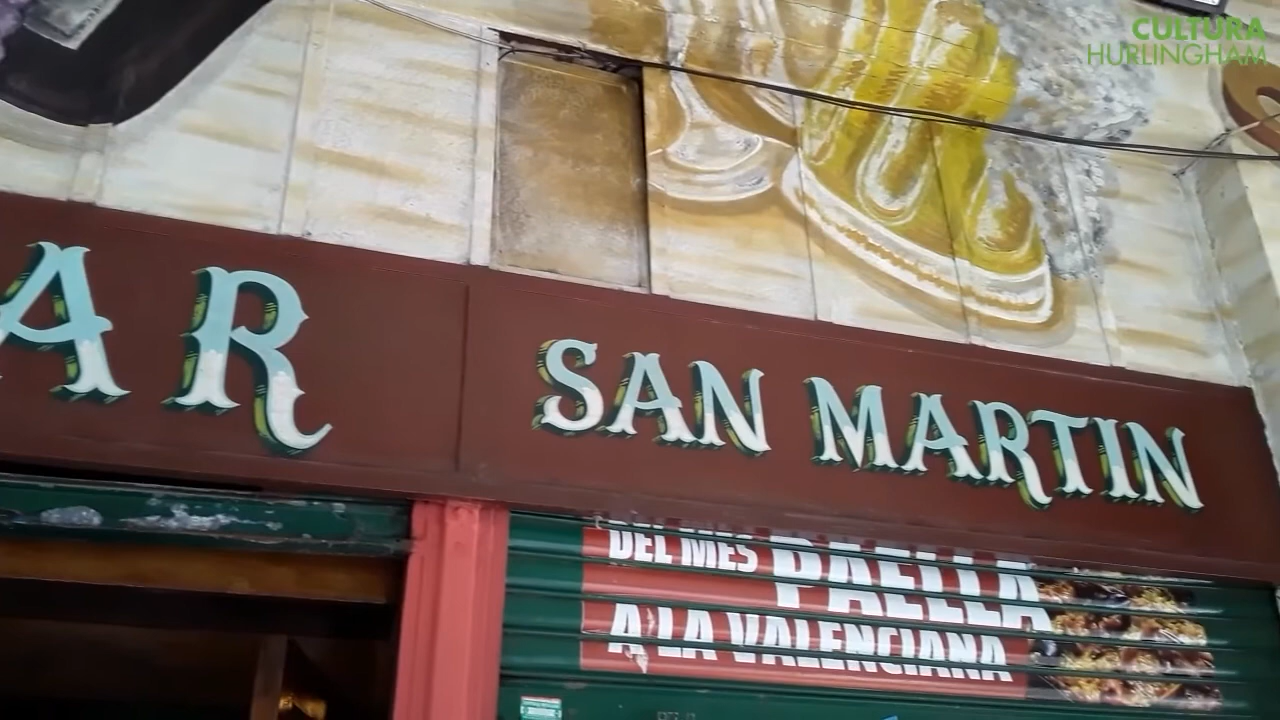 CULTURA
HURLINGHAM
AR SAN MARTIN
DEL MES PAELLA
A LA VALENCIANA